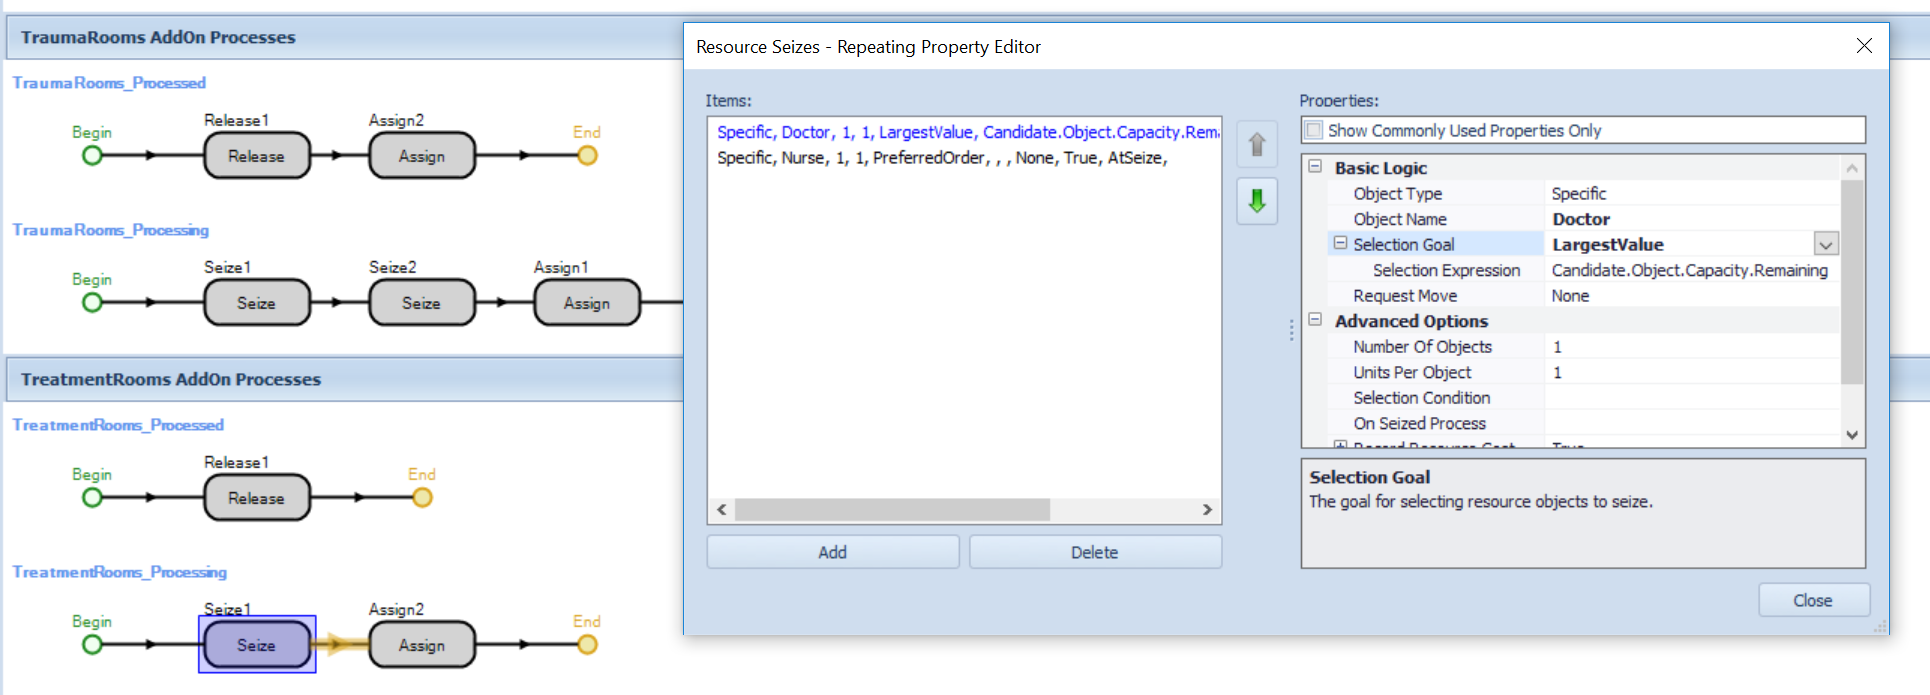 TraumaRooms AddOn Processes
TraumaRooms_Processed
Begin
Release1
Release
Assign2
Assign
End
TraumaRooms_Processing
Begin
Seize1
Seize
Seize2
Seize
Assign1
Assign
TreatmentRooms AddOn Processes
TreatmentRooms_Processed
Begin
Release1
Release
End
TreatmentRooms_Processing
Begin
Seize1
Seize
Assign2
Assign
End
Resource Seizes - Repeating Property Editor
Items:
Specific, Doctor, 1, 1, LargestValue, Candidate.Object.Capacity.Rema
Specific, Nurse, 1, 1, PreferredOrder, , , None, True, AtSeize,
Add
Delete
Properties:
Show Commonly Used Properties Only
Basic Logic
Object Type Specific
Object Name Doctor
Selection Goal LargestValue
Selection Expression Candidate.Object.Capacity.Remaining
Request Move None
Advanced Options
Number Of Objects 1
Units Per Object 1
Selection Condition
On Seized Process
Selection Goal
The goal for selecting resource objects to seize.
Close